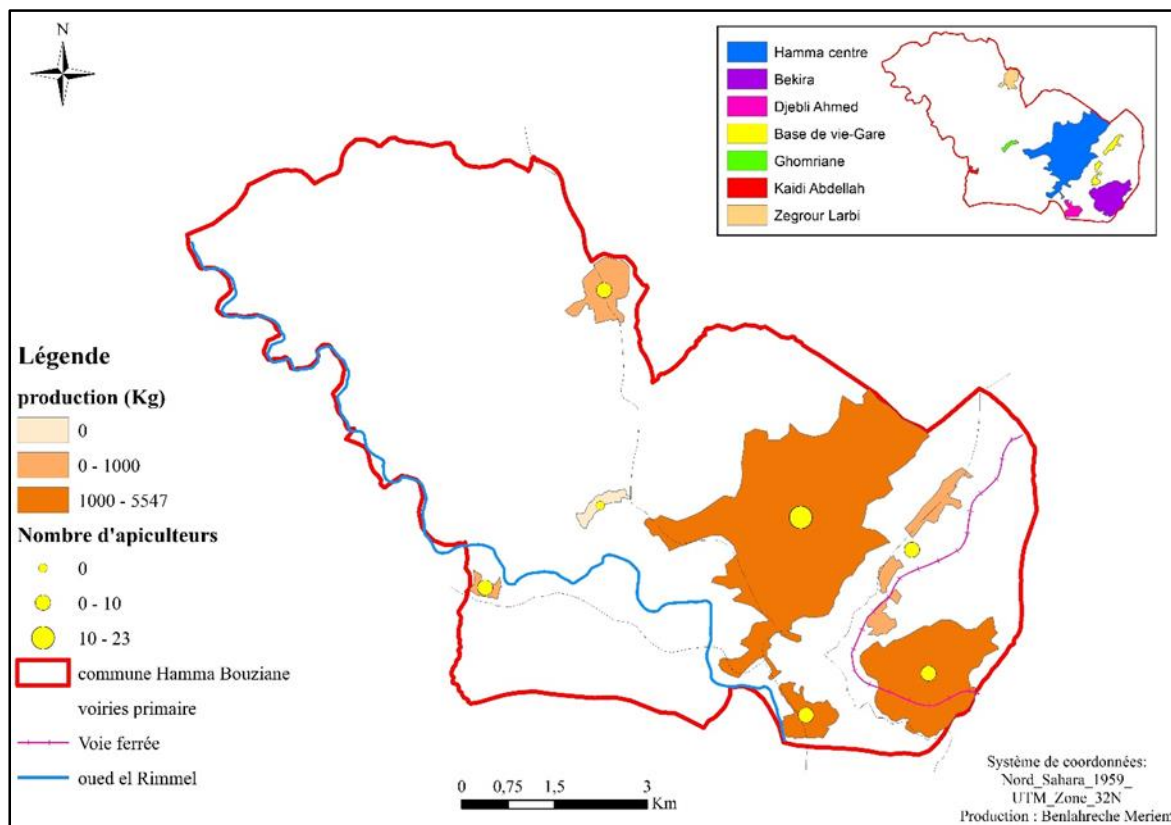 N
Hamma centre
Bekira
Djebli Ahmed
Base de vie-Gare
Ghomriane
Kaidi Abdellah
Zegrour Larbi
Légende
production (Kg)
0
0 - 1000
1000 - 5547
Nombre d'apiculteurs
0
0 - 10
10 - 23
commune Hamma Bouziane
voiries primaire
Voie ferrée
oued el Rimmel
0 0,75 1,5 3
Km
Système de coordonnées:
Nord_Sahara_1959_
UTM_Zone_32N
Production : Benlahreche Meriem